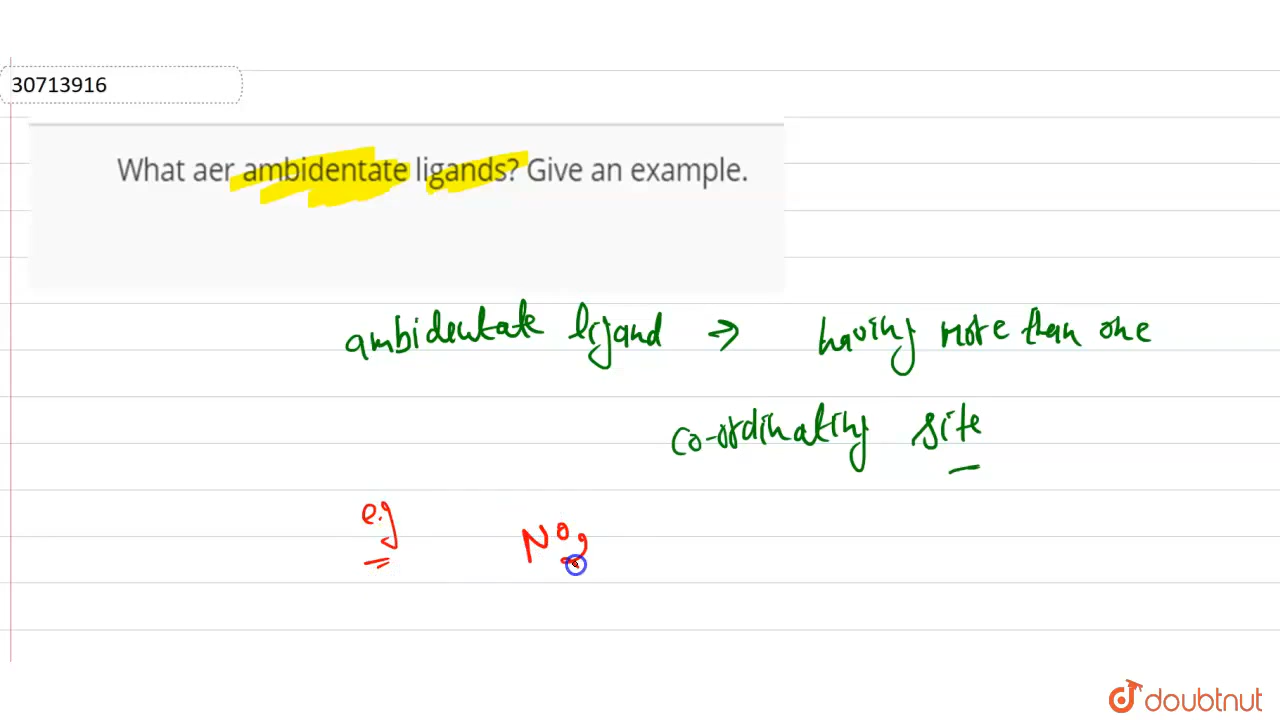 30713916
What aer ambidentate ligands? Give an example.
ambidentate ligand → having more than one
co-ordinating site
e.g NO2
doubtnut